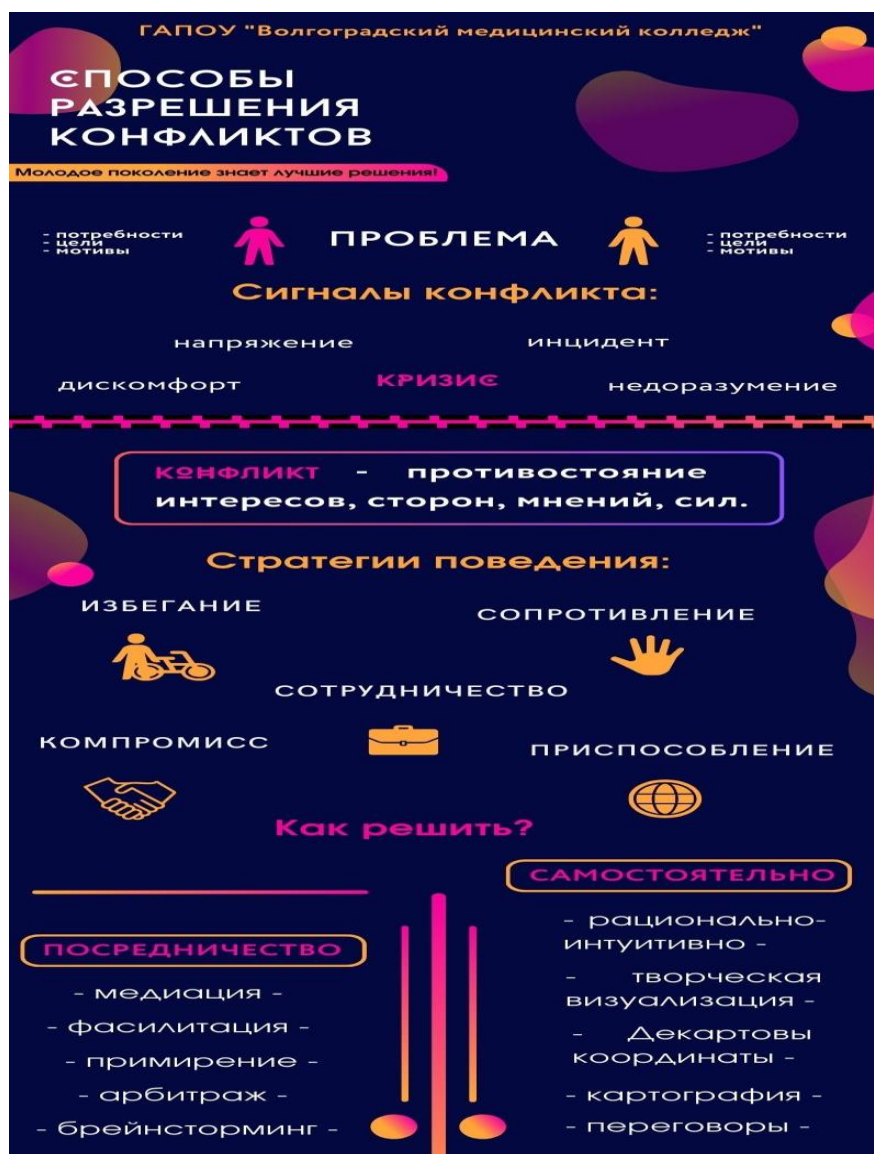 ГАПОУ "Волгоградский медицинский колледж"
СПОСОБЫ
РАЗРЕШЕНИЯ
КОНФЛИКТОВ
Молодое поколение знает лучшие решения!
- потребности
- цели
- мотивы
ПРОБЛЕМА
- потребности
- цели
- мотивы
Сигналы конфликта:
напряжение
инцидент
дискомфорт
КРИЗИС
недоразумение
КОНФЛИКТ - противостояние
интересов, сторон, мнений, сил.
Стратегии поведения:
ИЗБЕГАНИЕ
СОПРОТИВЛЕНИЕ
СОТРУДНИЧЕСТВО
КОМПРОМИСС
ПРИСПОСОБЛЕНИЕ
Как решить?
ПОСРЕДНИЧЕСТВО
- медиация -
- фасилитация -
- примирение -
- арбитраж -
- брейнсторминг -
САМОСТОЯТЕЛЬНО
- рационально-
интуитивно -
- творческая
визуализация -
- Декартовы
координаты -
- картография -
- переговоры -